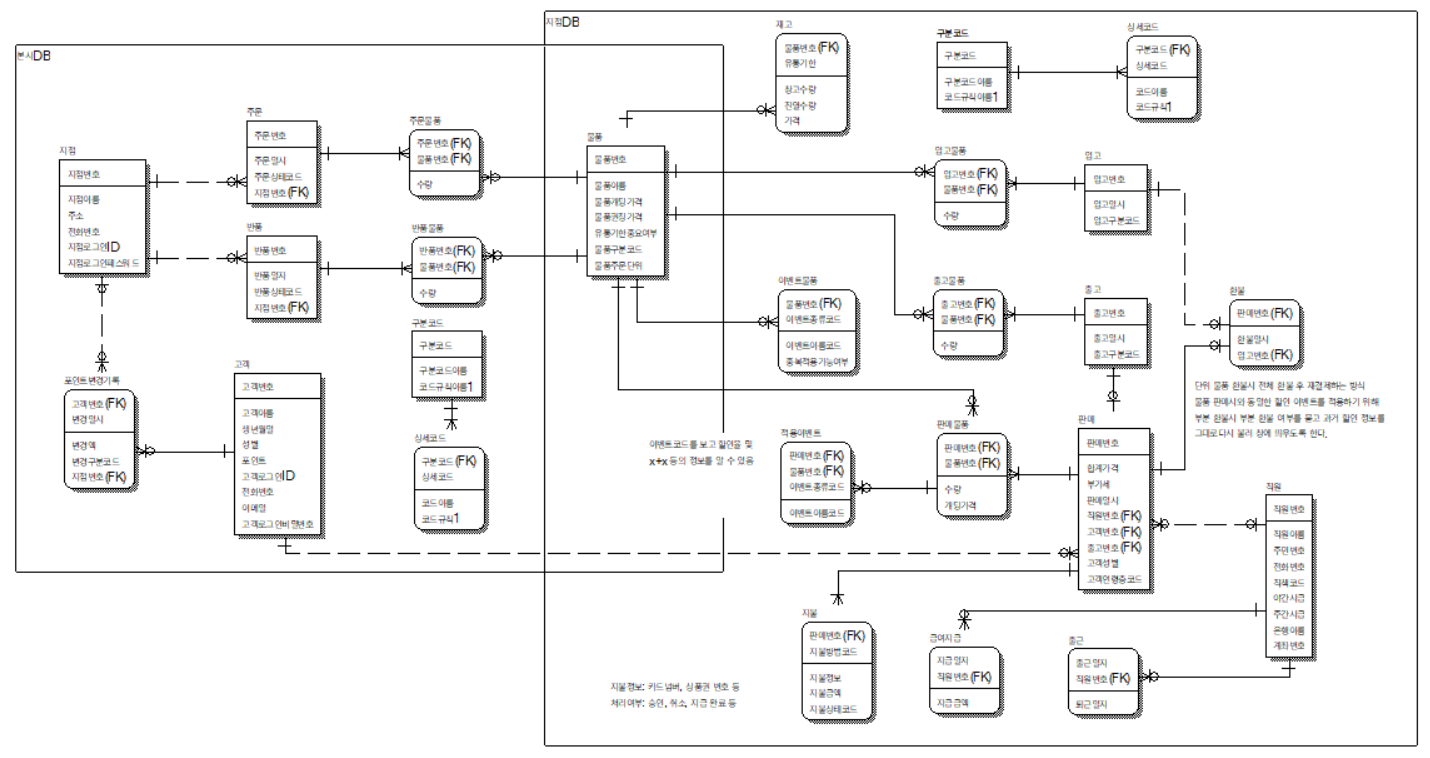 본사DB
지점DB
지점
지점번호
지점이름
주소
전화번호
지점로그인ID
지점로그인패스워드
주문
주문번호
주문일시
주문상태코드
지점번호(FK)
주문물품
주문번호(FK)
물품번호(FK)
수량
반품
반품번호
반품일자
반품상태코드
지점번호(FK)
반품물품
반품번호(FK)
물품번호(FK)
수량
구분코드
구분코드
구분코드이름
코드규칙이름1
상세코드
구분코드(FK)
상세코드
코드이름
코드규칙1
포인트변경기록
고객번호(FK)
변경일시
변경액
변경구분코드
지점번호(FK)
고객
고객번호
고객이름
생년월일
성별
포인트
고객로그인ID
전화번호
이메일
고객로그인비밀번호
물품
물품번호
물품이름
물품개당가격
물품권장가격
유통기한중요여부
물품구분코드
물품주문단위
재고
물품번호(FK)
유통기한
창고수량
진열수량
가격
구분코드
구분코드
구분코드이름
코드규칙이름1
상세코드
구분코드(FK)
상세코드
코드이름
코드규칙1
입고물품
입고번호(FK)
물품번호(FK)
수량
입고
입고번호
입고일시
입고구분코드
이벤트물품
물품번호(FK)
이벤트종류코드
이벤트이름코드
중복적용가능여부
출고물품
출고번호(FK)
물품번호(FK)
수량
출고
출고번호
출고일시
출고구분코드
환불
판매번호(FK)
환불일시
입고번호(FK)
단위 물품 환불시 전체 환불 후 재결제하는 방식
물품 판매시와 동일한 할인 이벤트를 적용하기 위해
부분 환불시 부분 환불 여부를 묻고 과거 할인 정보를
그대로다시 불러 창에 띄우도록 한다.
이벤트코드를 보고 할인율 및
x+x 등의 정보를 알 수 있음
적용이벤트
판매번호(FK)
물품번호(FK)
이벤트종류코드
이벤트이름코드
판매물품
판매번호(FK)
물품번호(FK)
수량
개당가격
판매
판매번호
합계가격
부가세
판매일시
직원번호(FK)
고객번호(FK)
출고번호(FK)
고객성별
고객연령층코드
직원
직원번호
직원이름
주민번호
전화번호
직책코드
야간시급
주간시급
은행이름
계좌번호
지불
판매번호(FK)
지불방법코드
지불정보
지불금액
지불상태코드
급여지급
지급일자
직원번호(FK)
지급금액
출근
출근일자
직원번호(FK)
퇴근일자
지불정보: 카드넘버, 상품권 번호 등
처리여부: 승인, 취소, 지급완료 등